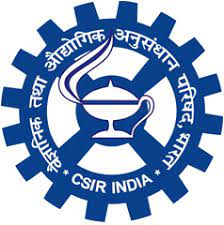 वैज्ञानिक तथा औद्योगिक अनुसंधान परिषद, भारत
* CSIR INDIA *